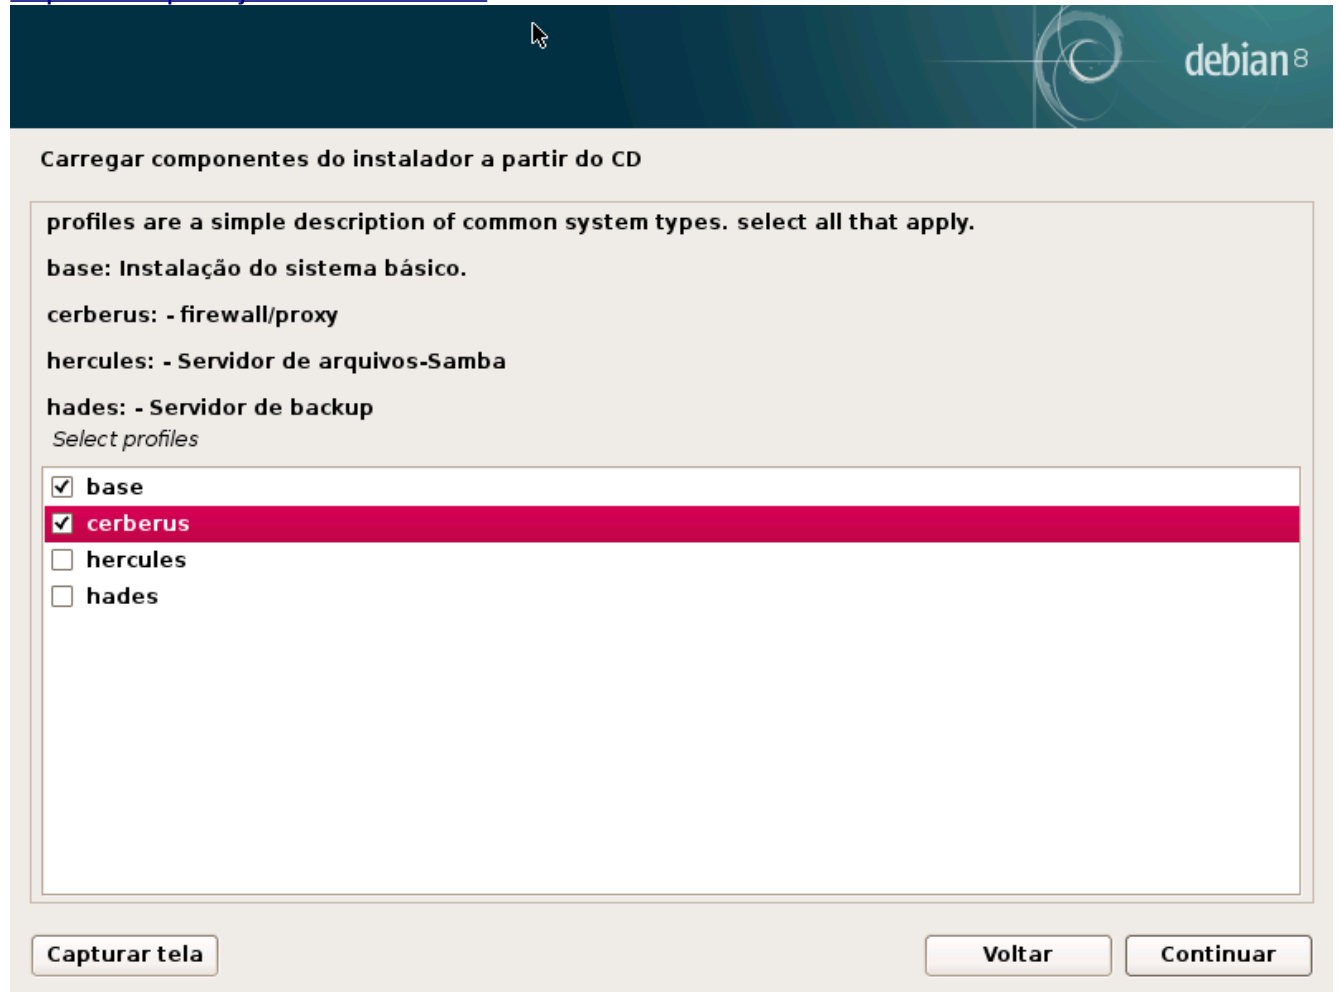 debian 8
Carregar componentes do instalador a partir do CD
profiles are a simple description of common system types. select all that apply.
base: Instalação do sistema básico.
cerberus: - firewall/proxy
hercules: - Servidor de arquivos-Samba
hades: - Servidor de backup
Select profiles
base
cerberus
hercules
hades
Capturar tela
Voltar
Continuar